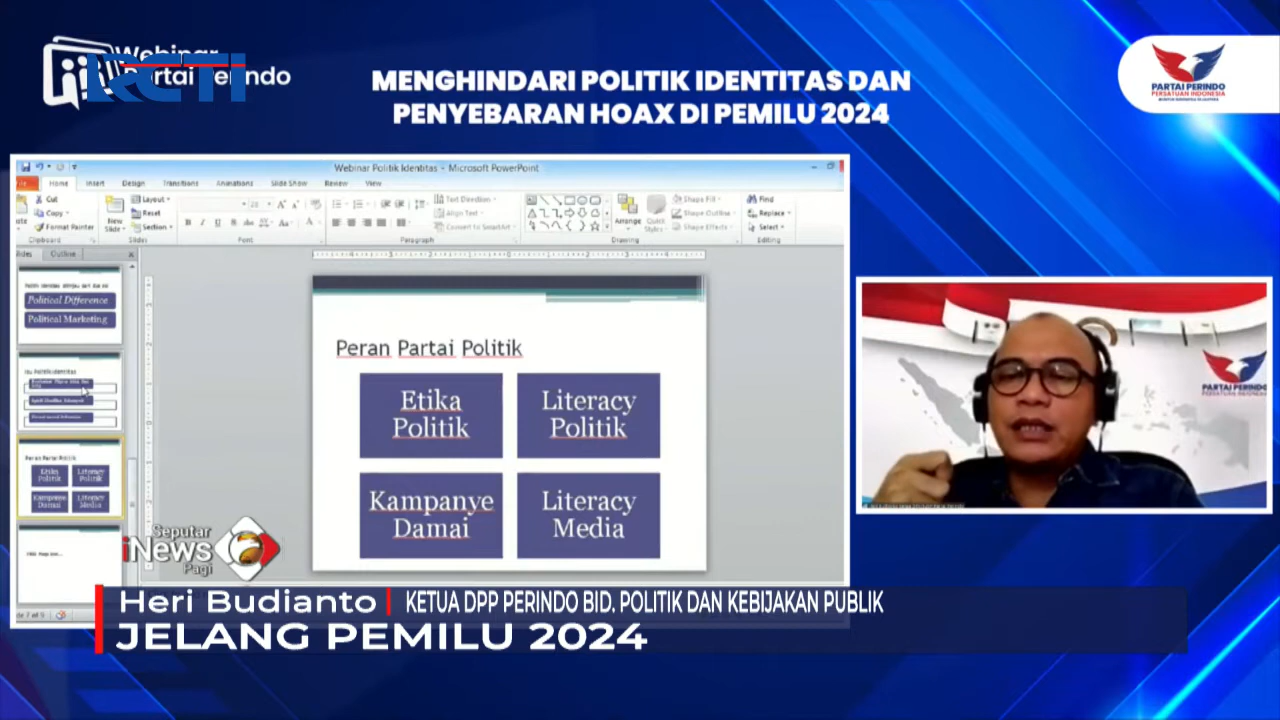 Webinar
Partai Perindo
RCTI
MENGHINDARI POLITIK IDENTITAS DAN
PENYEBARAN HOAX DI PEMILU 2024
PARTAI PERINDO
PERSATUAN INDONESIA
Webinar Politik Identitas - Microsoft PowerPoint
Home Insert Design Transitions Animations Slide Show Review View
Cut
Copy
Format Painter
Clipboard
New
Slide
Layout
Reset
Section
Slides
Font
Paragraph
Text Direction
Align Text
Convert to SmartArt
Arrange
Quick
Styles
Shape Fill
Shape Outline
Shape Effects
Drawing
Find
Replace
Select
Editing
Outline
Political Difference
Political Marketing
Isu Politik Identitas
Peran Partai Politik
Etika
Politik
Literacy
Politik
Kampanye
Damai
Literacy
Media
Peran Partai Politik
Etika
Politik
Literacy
Politik
Kampanye
Damai
Literacy
Media
PARTAI PERINDO
PERSATUAN INDONESIA
Seputar
iNews
Pagi
Heri Budianto | KETUA DPP PERINDO BID. POLITIK DAN KEBIJAKAN PUBLIK
JELANG PEMILU 2024